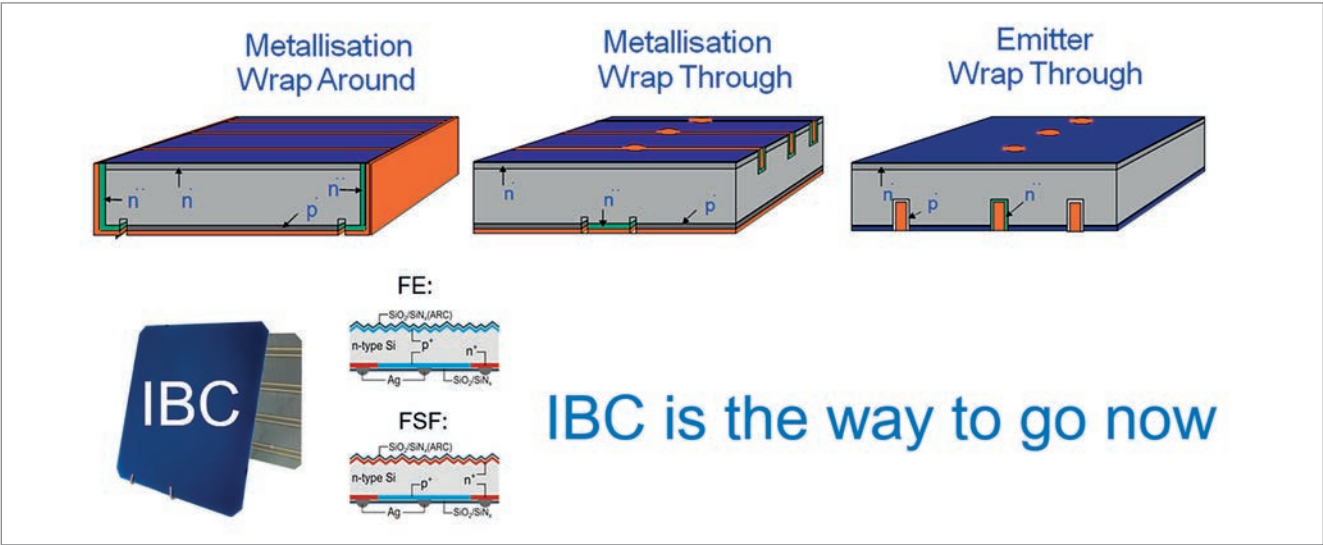 Metallisation
Wrap Around
Metallisation
Wrap Through
Emitter
Wrap Through
n¨
n
n¨
p
n
n¨
p
n
p
n¨
FE:
SiO₂/SiNₓ(ARC)
n-type Si
p⁺
n⁺
Ag
SiO₂/SiNₓ
FSF:
SiO₂/SiNₓ(ARC)
n-type Si
p⁺
n⁺
Ag
SiO₂/SiNₓ
IBC
IBC is the way to go now